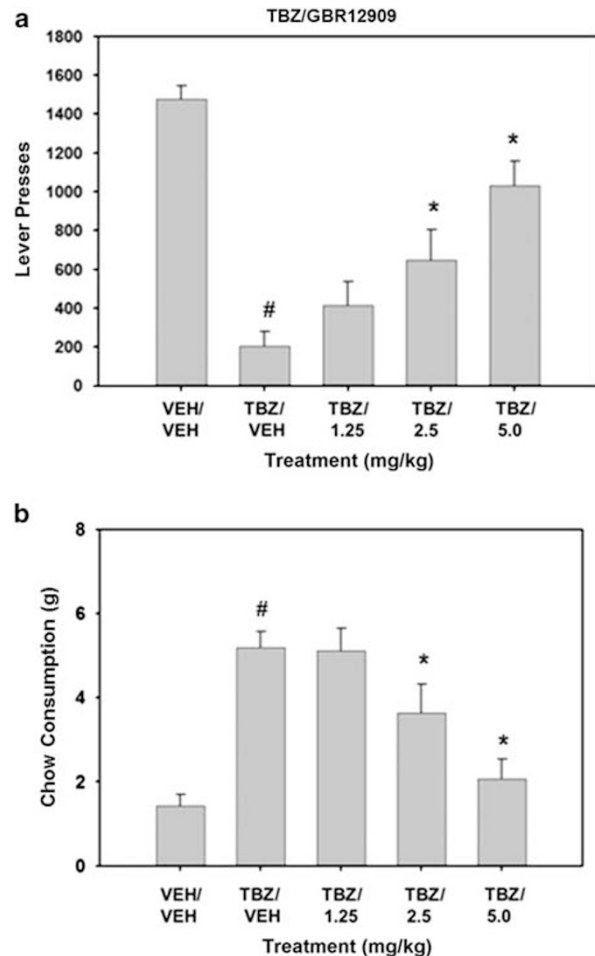 a
TBZ/GBR12909
1800
1600
1400
1200
1000
800
600
400
200
0
Lever Presses
#
*
*
VEH/ TBZ/ TBZ/ TBZ/ TBZ/
VEH VEH 1.25 2.5 5.0
Treatment (mg/kg)
b
8
6
4
2
0
Chow Consumption (g)
#
*
*
VEH/ TBZ/ TBZ/ TBZ/ TBZ/
VEH VEH 1.25 2.5 5.0
Treatment (mg/kg)